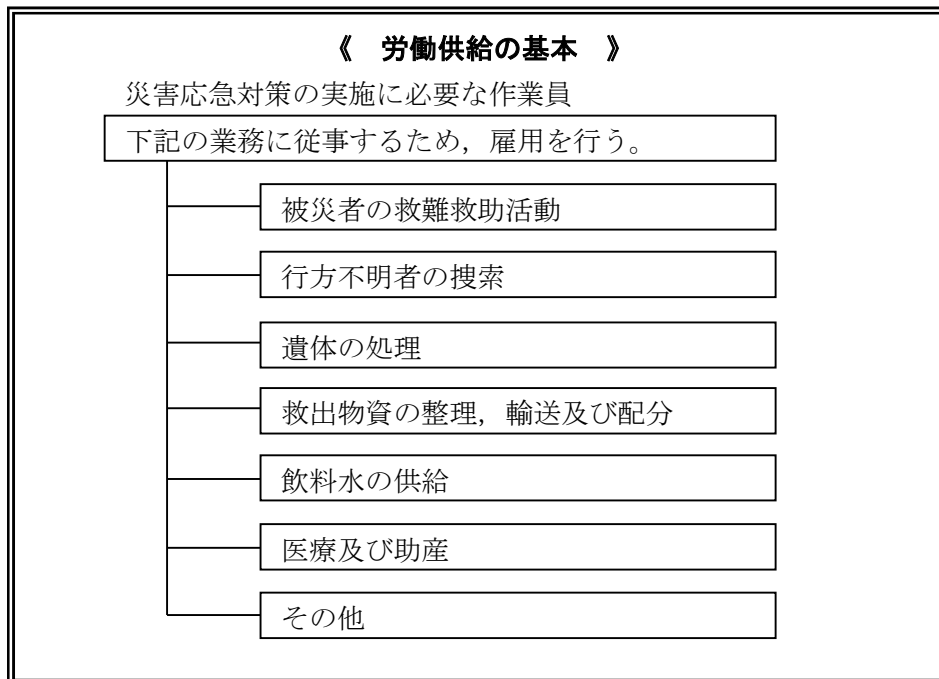 《　労働供給の基本　》
災害応急対策の実施に必要な作業員
下記の業務に従事するため，雇用を行う。
被災者の救難救助活動
行方不明者の捜索
遺体の処理
救出物資の整理，輸送及び配分
飲料水の供給
医療及び助産
その他